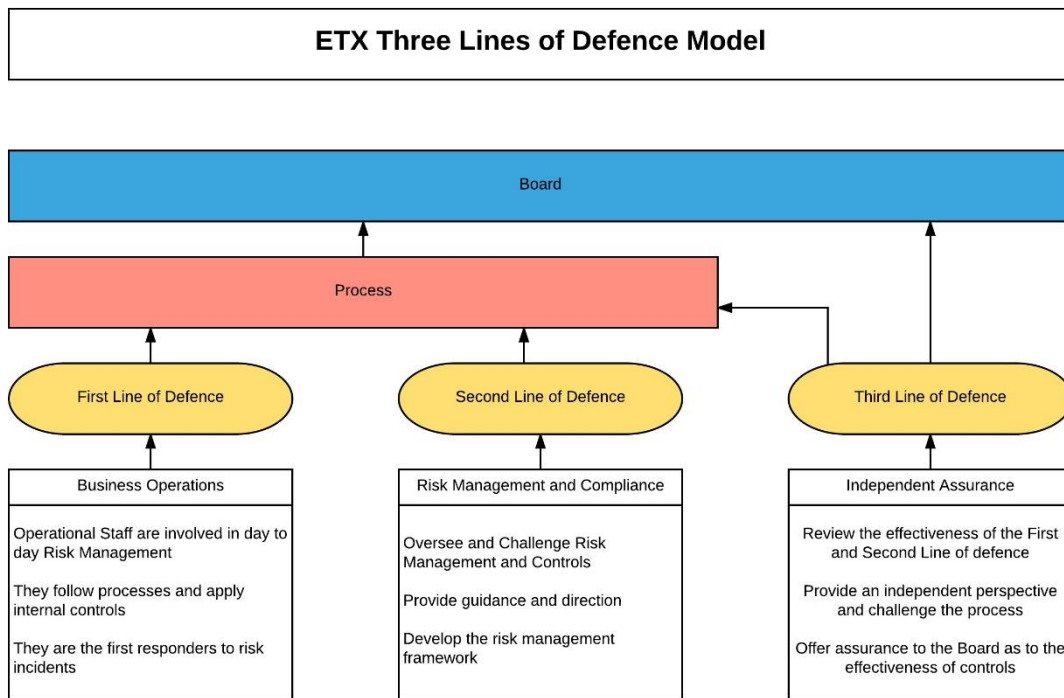 ETX Three Lines of Defence Model
Board
Process
First Line of Defence
Second Line of Defence
Third Line of Defence
Business Operations
Operational Staff are involved in day to
day Risk Management
They follow processes and apply
internal controls
They are the first responders to risk
incidents
Risk Management and Compliance
Oversee and Challenge Risk
Management and Controls
Provide guidance and direction
Develop the risk management
framework
Independent Assurance
Review the effectiveness of the First
and Second Line of defence
Provide an independent perspective
and challenge the process
Offer assurance to the Board as to the
effectiveness of controls